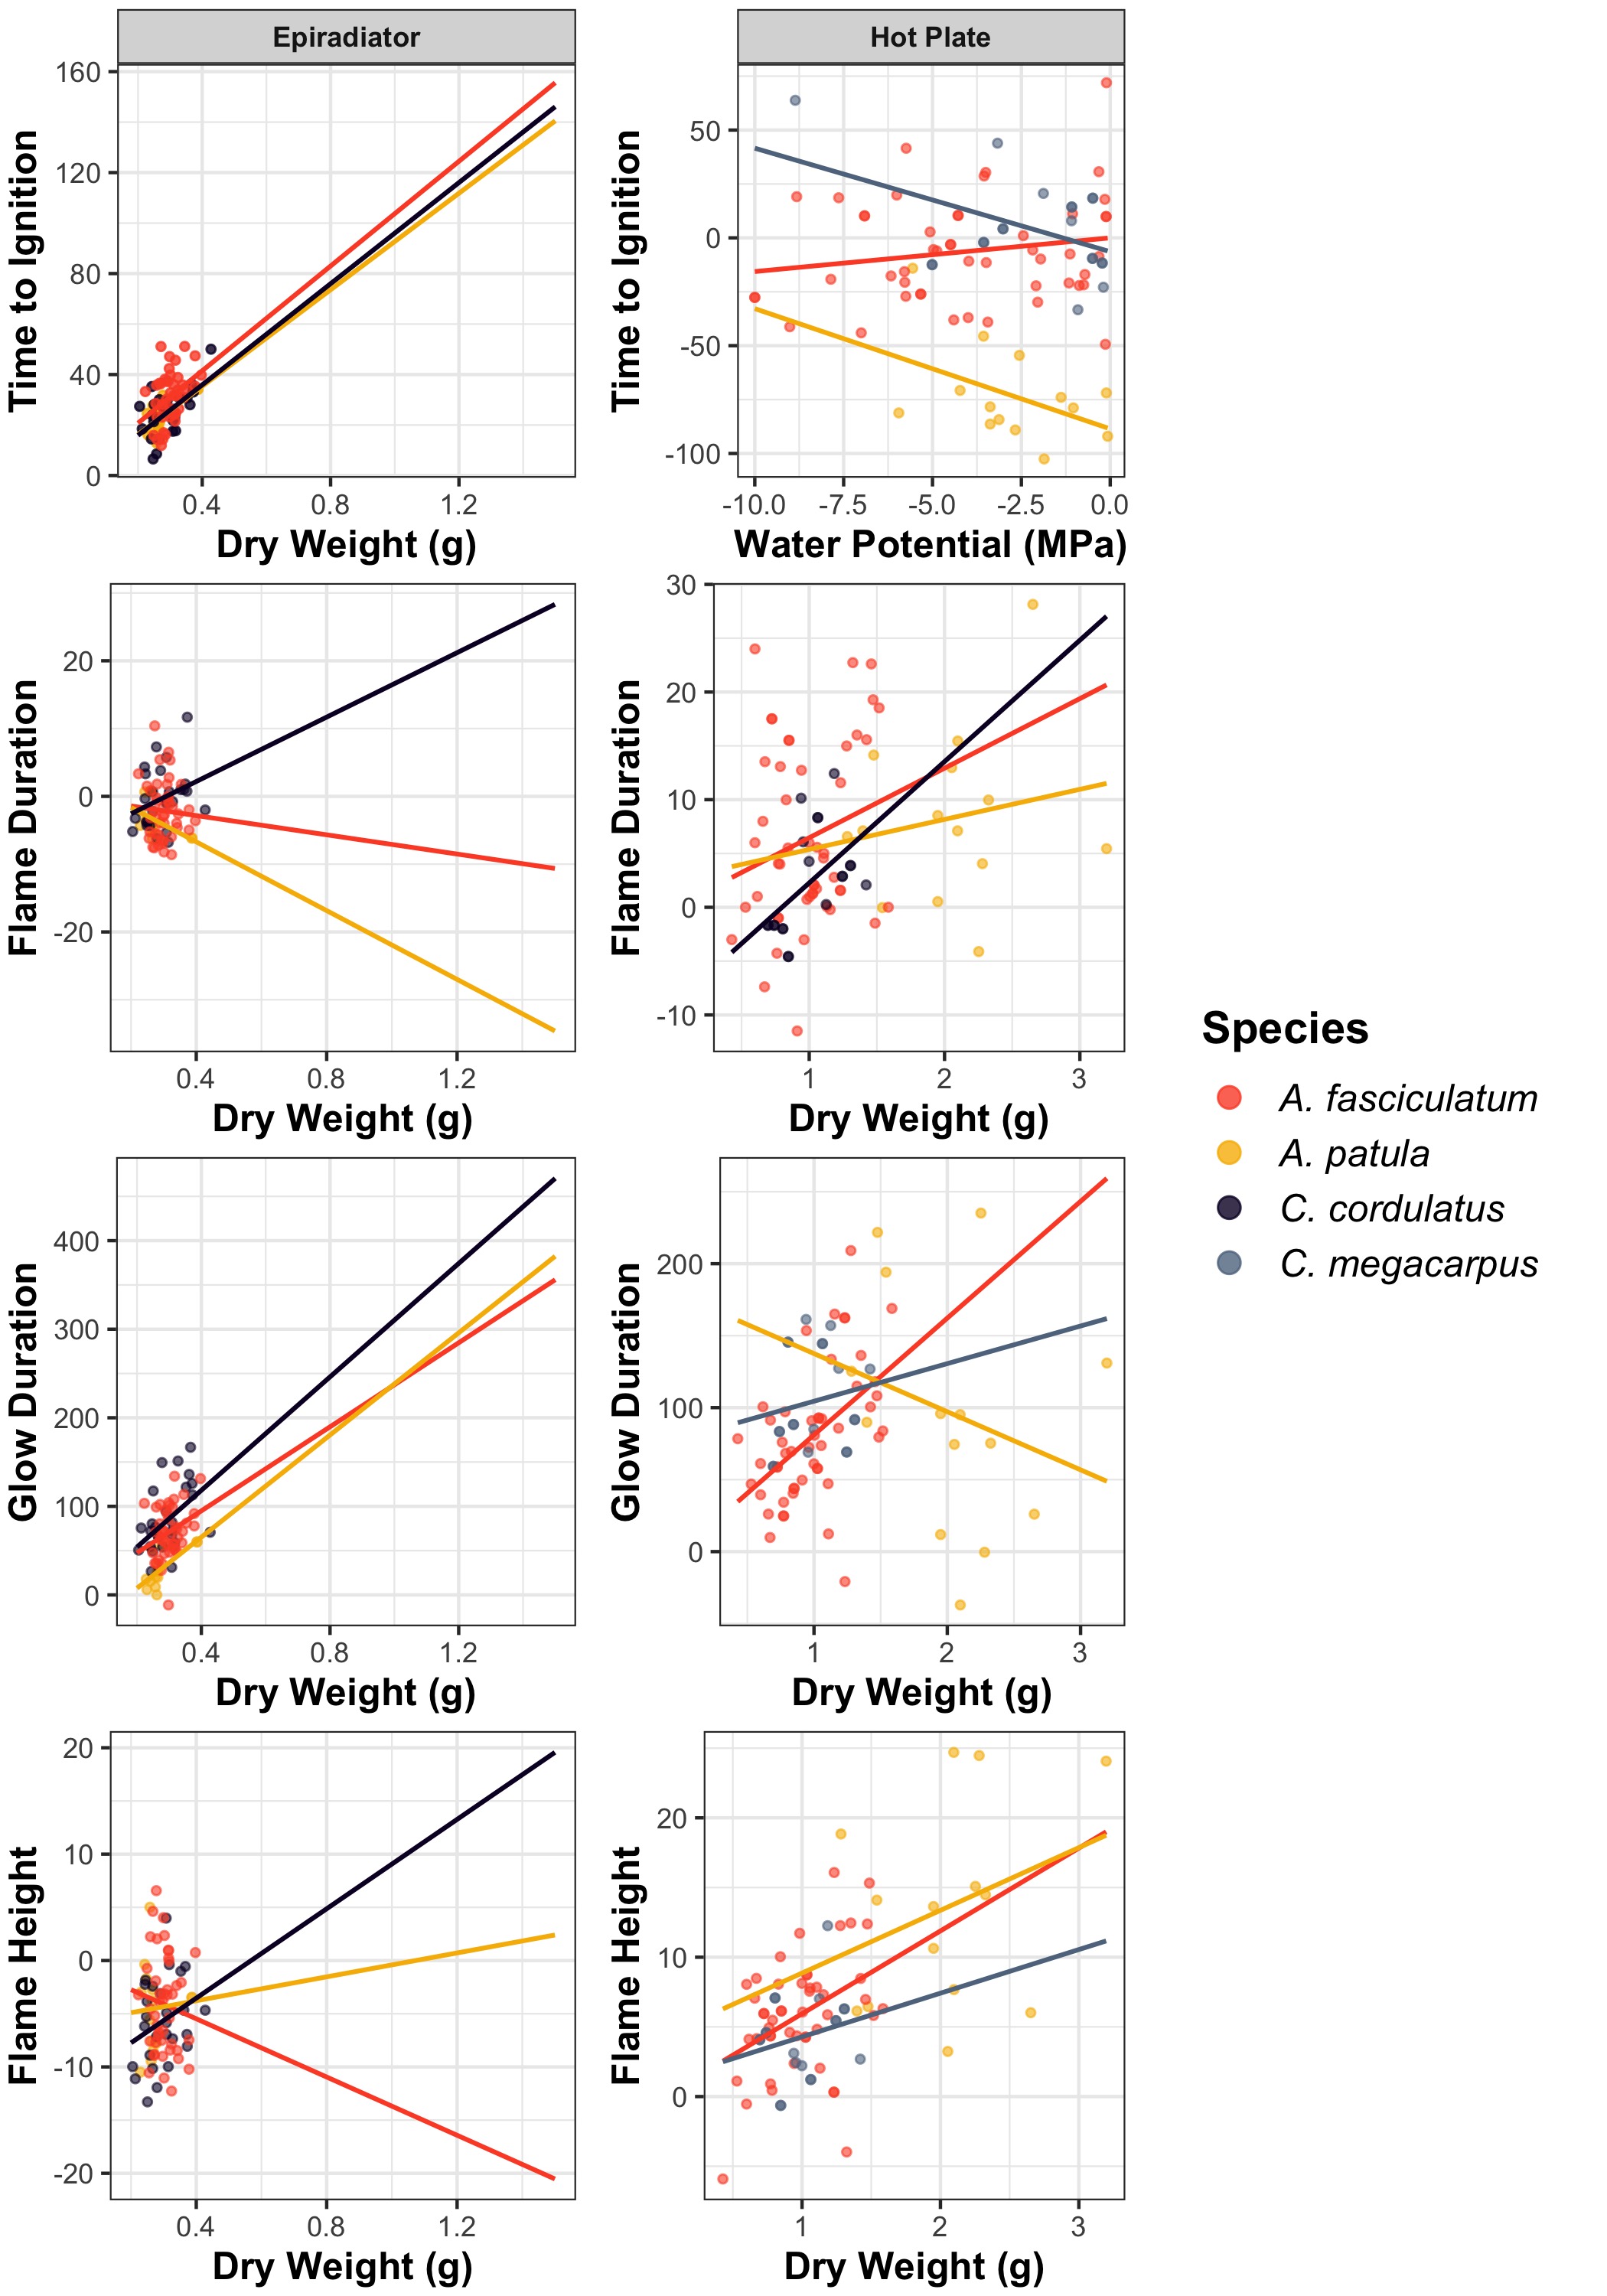 Epiradiator
Hot Plate
Time to Ignition
160
120
80
40
0
0.4 0.8 1.2
Dry Weight (g)
Time to Ignition
50
0
-50
-100
-10.0 -7.5 -5.0 -2.5 0.0
Water Potential (MPa)
Flame Duration
20
0
-20
0.4 0.8 1.2
Dry Weight (g)
Flame Duration
30
20
10
0
-10
1 2 3
Dry Weight (g)
Species
A. fasciculatum
A. patula
C. cordulatus
C. megacarpus
Glow Duration
400
300
200
100
0
0.4 0.8 1.2
Dry Weight (g)
Glow Duration
200
100
0
1 2 3
Dry Weight (g)
Flame Height
20
10
0
-10
-20
0.4 0.8 1.2
Dry Weight (g)
Flame Height
20
10
0
1 2 3
Dry Weight (g)